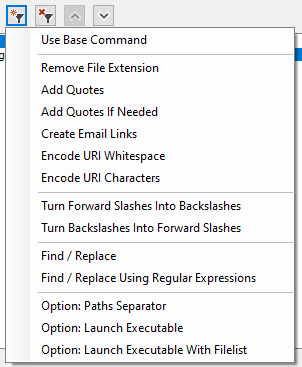 Use Base Command
Remove File Extension
Add Quotes
Add Quotes If Needed
Create Email Links
Encode URI Whitespace
Encode URI Characters
Turn Forward Slashes Into Backslashes
Turn Backslashes Into Forward Slashes
Find / Replace
Find / Replace Using Regular Expressions
Option: Paths Separator
Option: Launch Executable
Option: Launch Executable With Filelist